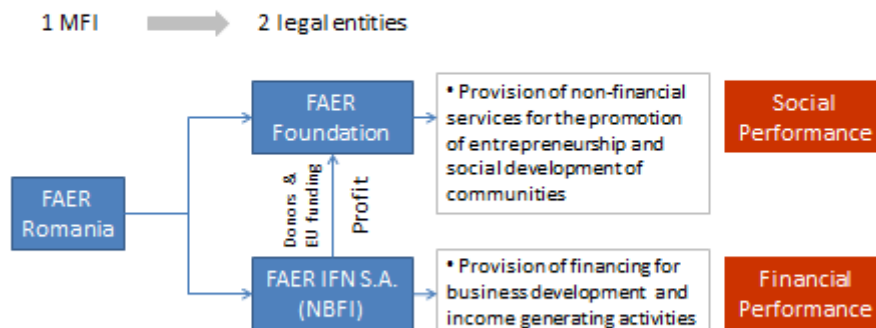 1 MFI
2 legal entities
FAER
Foundation
• Provision of non-financial
services for the promotion
of entrepreneurship and
social development of
communities
Social
Performance
FAER
Romania
Donors &
EU funding
Profit
FAER IFN S.A.
(NBFI)
• Provision of financing for
business development and
income generating activities
Financial
Performance